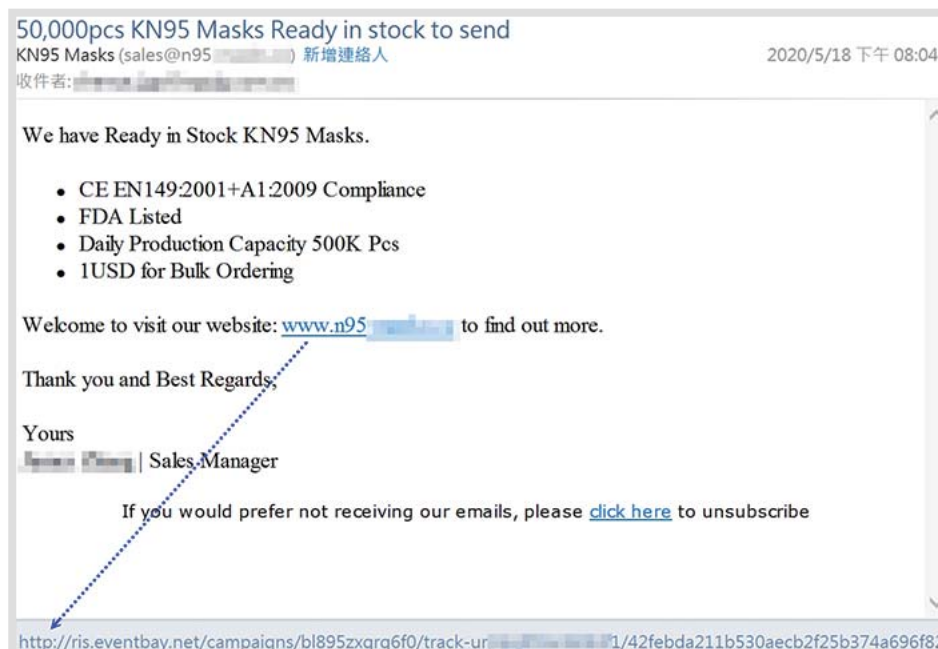 50,000pcs KN95 Masks Ready in stock to send
KN95 Masks (sales@n95 ) 新增連絡人 2020/5/18 下午 08:04
收件者:
We have Ready in Stock KN95 Masks.
• CE EN149:2001+A1:2009 Compliance
• FDA Listed
• Daily Production Capacity 500K Pcs
• 1USD for Bulk Ordering
Welcome to visit our website: www.n95 to find out more.
Thank you and Best Regards,
Yours
| Sales Manager
If you would prefer not receiving our emails, please click here to unsubscribe
http://ris.eventbay.net/campaigns/bl895zxgrg6f0/track-ur 1/42febda211b530aecb2f25b374a696f82